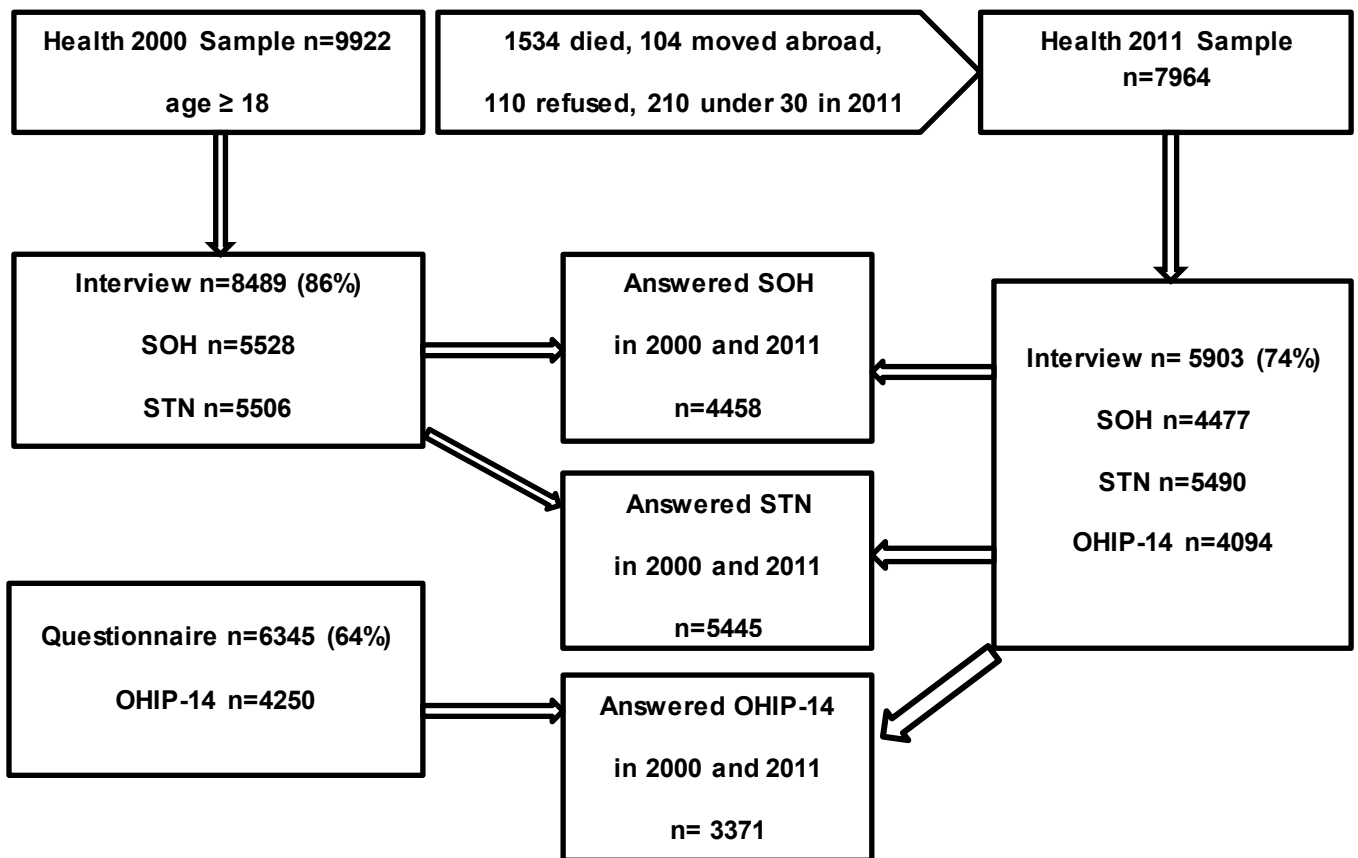 Health 2000 Sample n=9922
age ≥ 18
1534 died, 104 moved abroad,
110 refused, 210 under 30 in 2011
Health 2011 Sample
n=7964
Interview n=8489 (86%)
SOH n=5528
STN n=5506
Answered SOH
in 2000 and 2011
n=4458
Interview n= 5903 (74%)
SOH n=4477
STN n=5490
OHIP-14 n=4094
Answered STN
in 2000 and 2011
n=5445
Questionnaire n=6345 (64%)
OHIP-14 n=4250
Answered OHIP-14
in 2000 and 2011
n= 3371